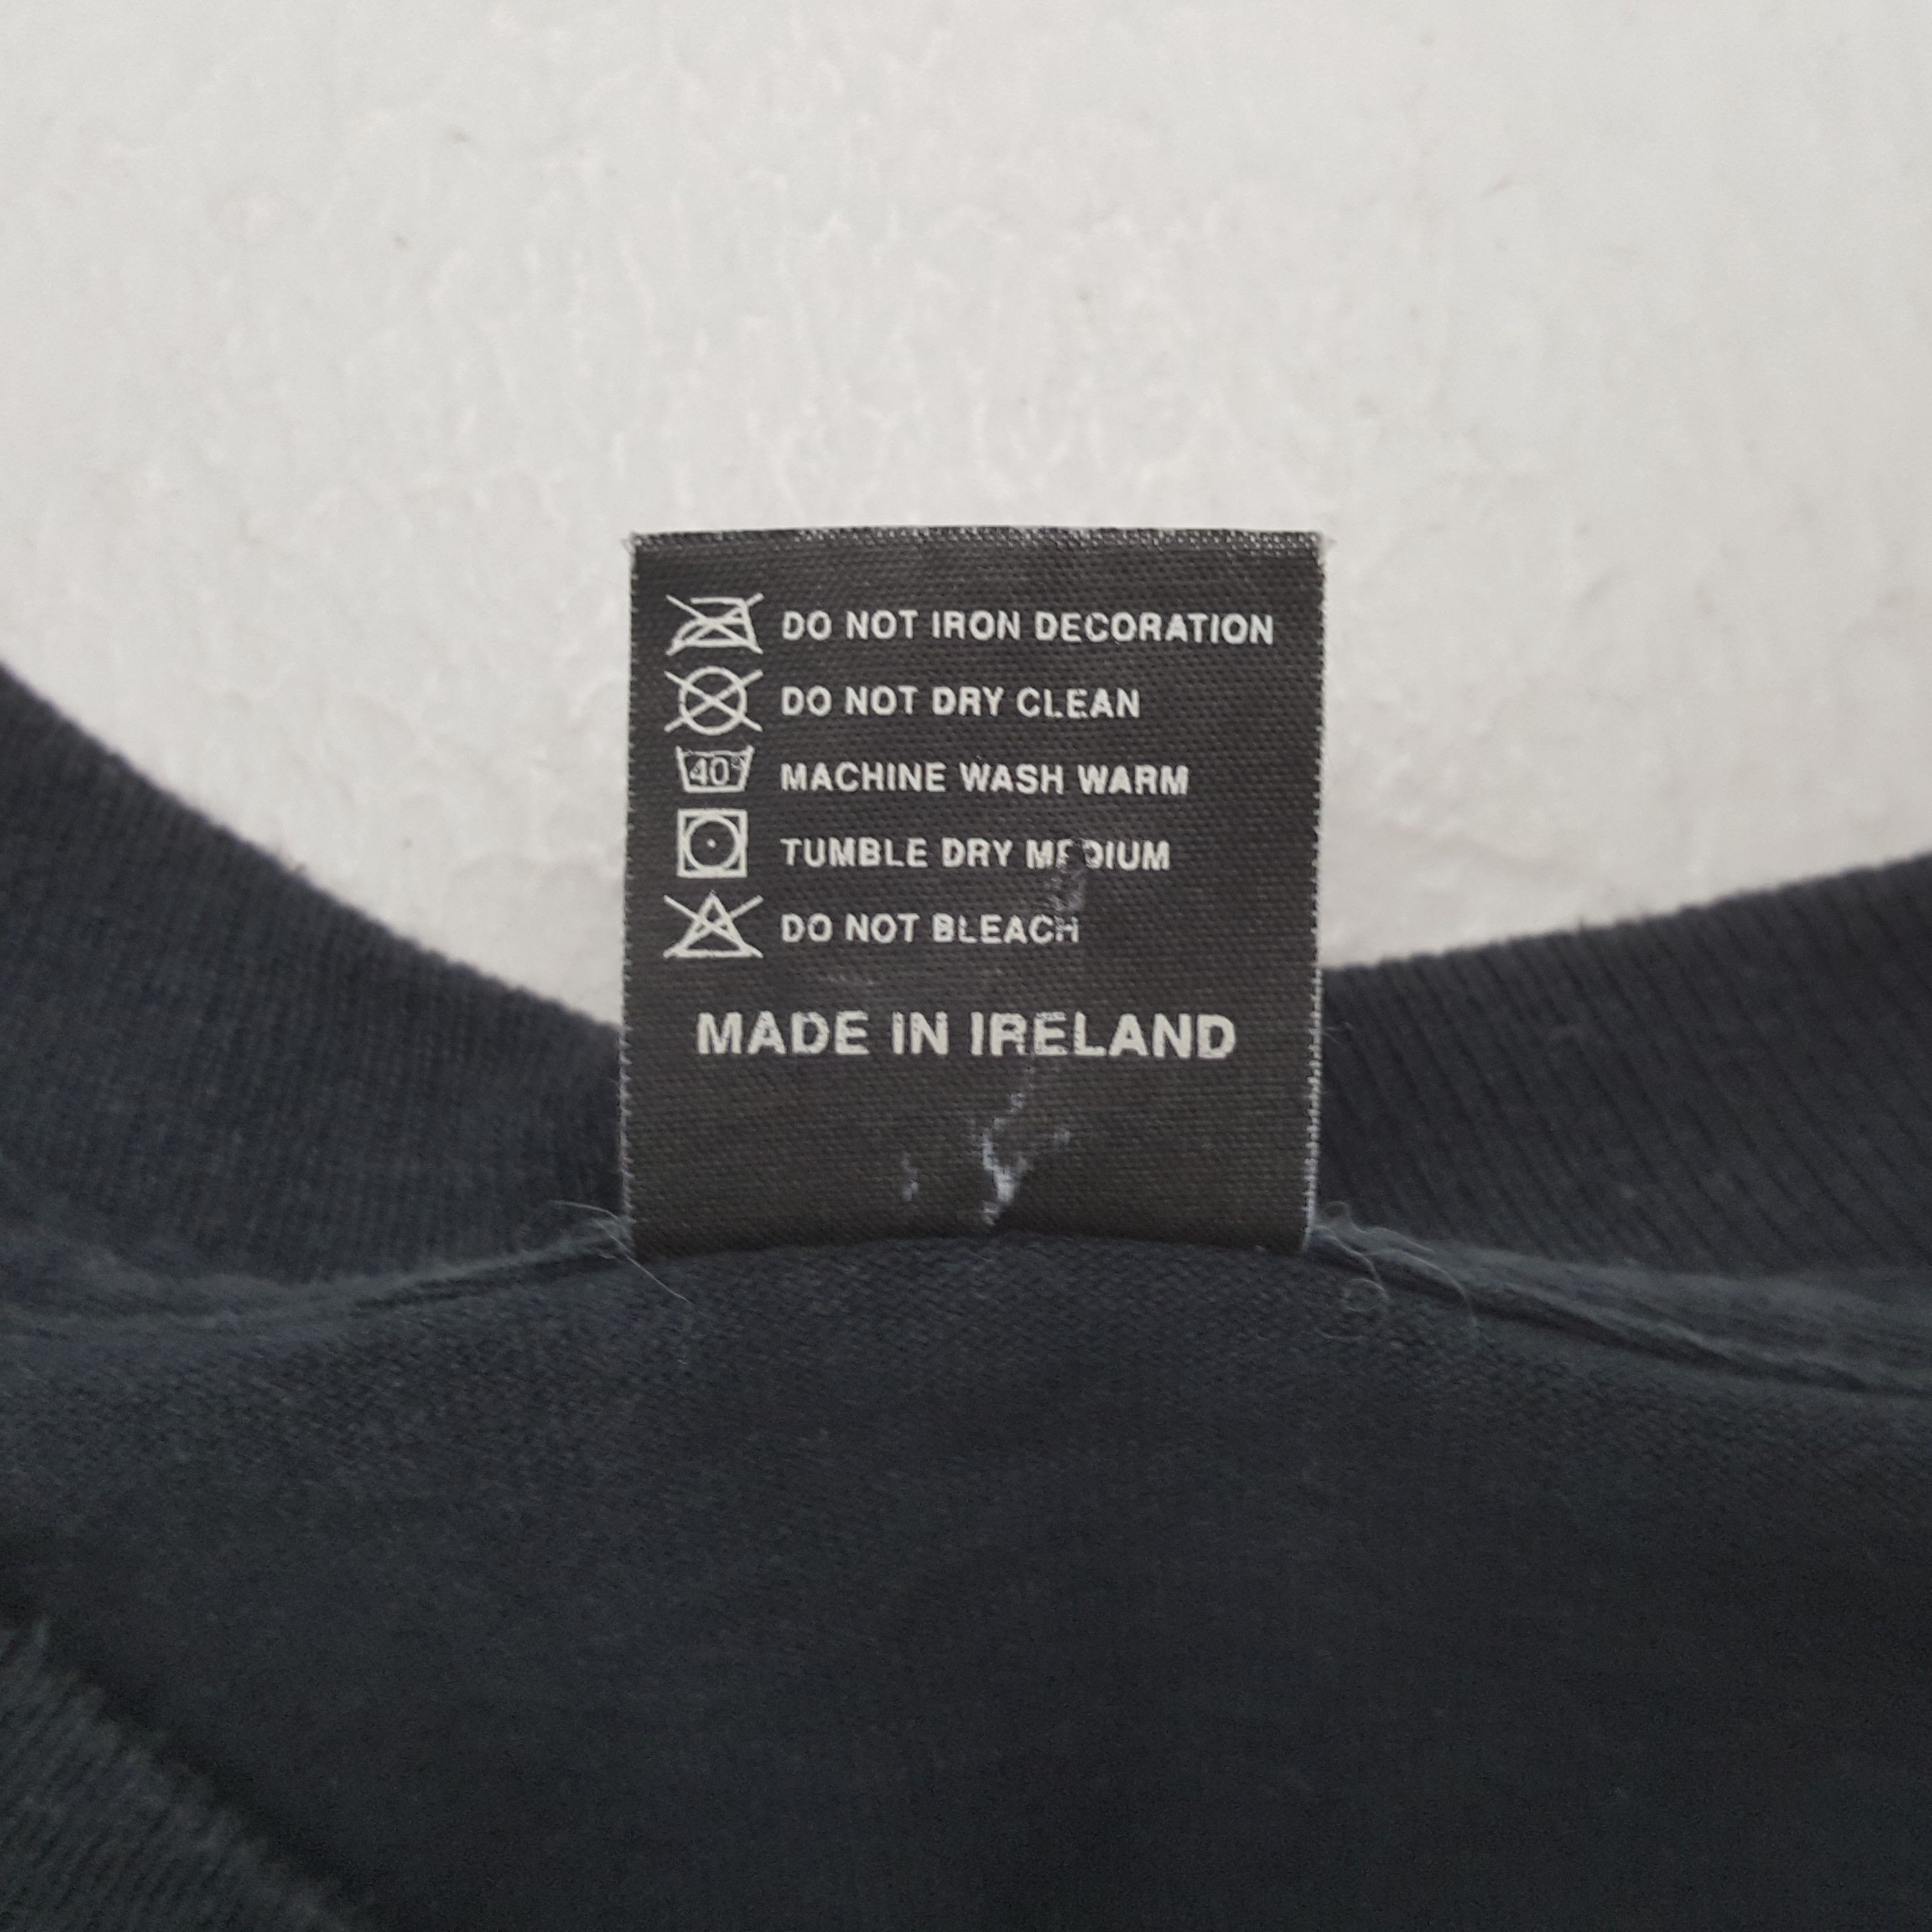 DO NOT IRON DECORATION
DO NOT DRY CLEAN
40° MACHINE WASH WARM
TUMBLE DRY MEDIUM
DO NOT BLEACH
MADE IN IRELAND